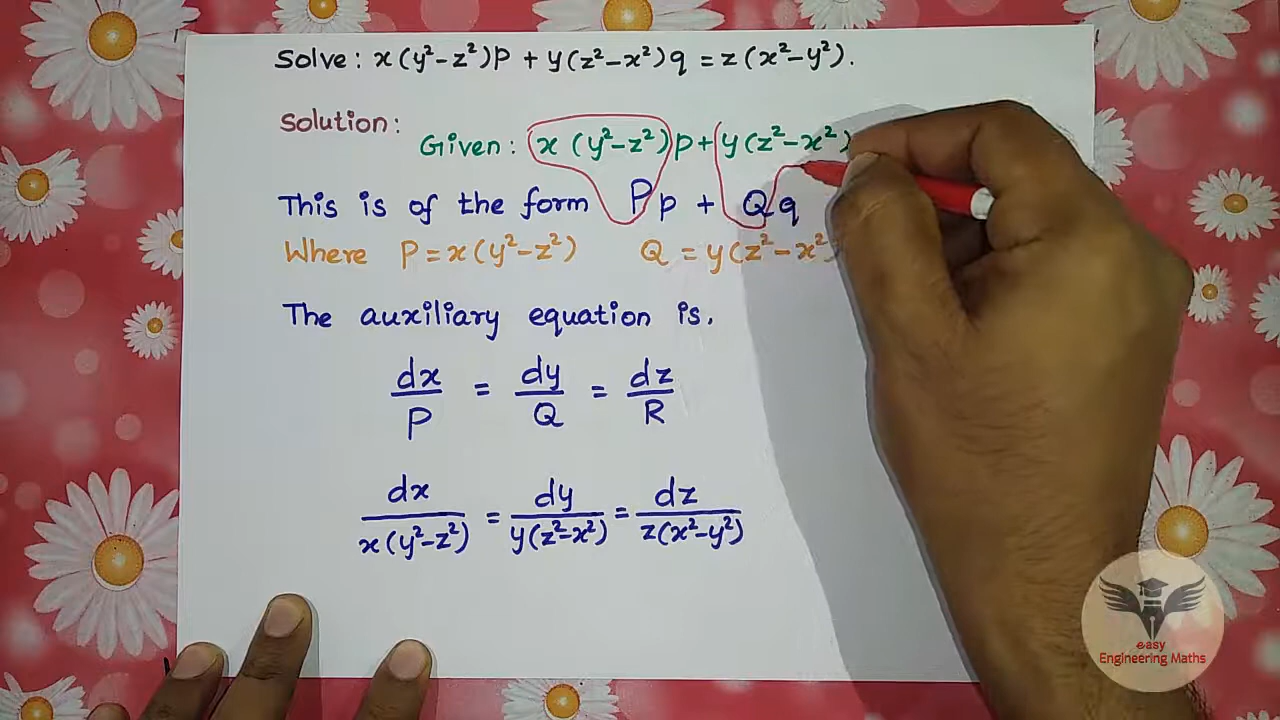 Solve: x(y²-z²)p + y(z²-x²)q = z(x²-y²).
Solution:
Given: x (y²-z²)p+ y(z²-x²)
This is of the form Pp + Qq
Where P=x(y²-z²) Q = y(z²-x²
The auxiliary equation is.
dx/P = dy/Q = dz/R
dx/x(y²-z²) = dy/y(z²-x²) = dz/z(x²-y²)
easy
Engineering Maths